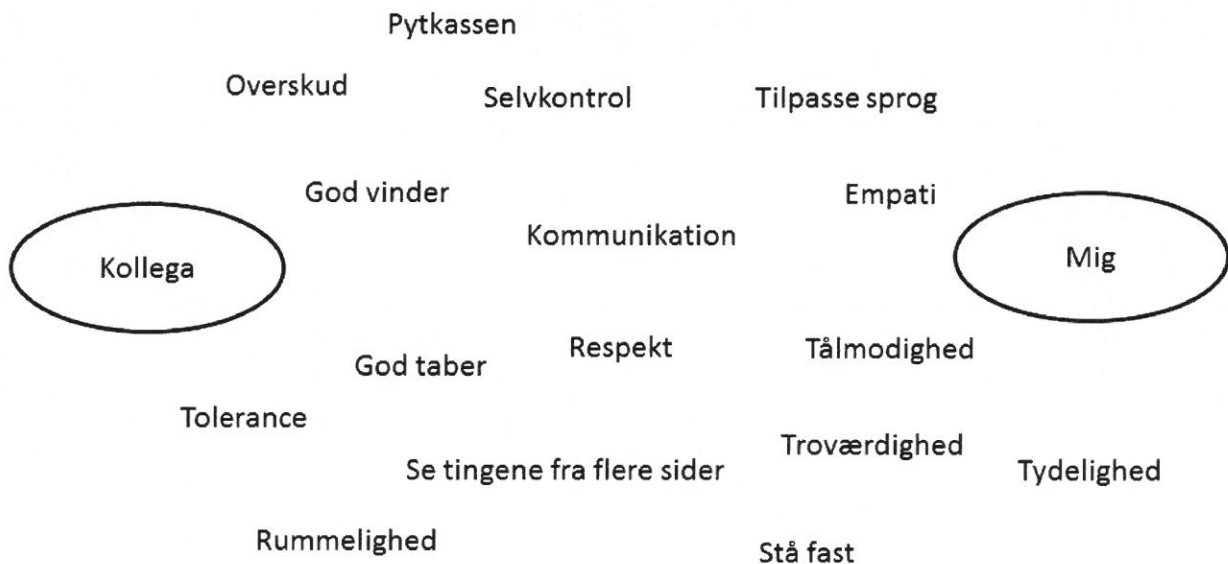 Pytkassen
Overskud
Selvkontrol
Tilpasse sprog
God vinder
Empati
Kommunikation
Kollega
Mig
Respekt
Tålmodighed
God taber
Tolerance
Troværdighed
Se tingene fra flere sider
Tydelighed
Rummelighed
Stå fast